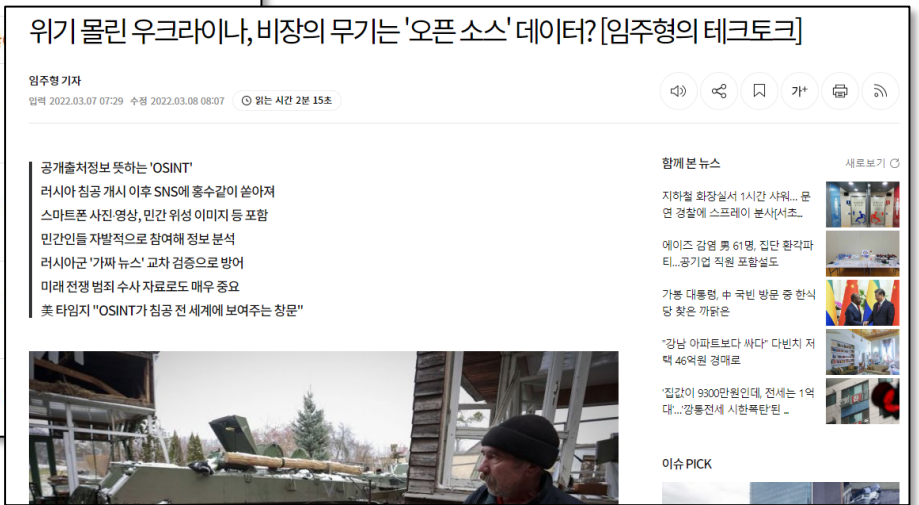 위기 몰린 우크라이나, 비장의 무기는 '오픈 소스' 데이터? [임주형의 테크토크]
임주형 기자
입력 2022.03.07 07:29 수정 2022.03.08 08:07 읽는 시간 2분 15초
가+
공개출처정보 뜻하는 'OSINT'
러시아 침공 개시 이후 SNS에 홍수같이 쏟아져
스마트폰 사진·영상, 민간 위성 이미지 등 포함
민간인들 자발적으로 참여해 정보 분석
러시아군 '가짜 뉴스' 교차 검증으로 방어
미래 전쟁 범죄 수사 자료로도 매우 중요
美 타임지 "OSINT가 침공 전 세계에 보여주는 창문"
함께 본 뉴스
새로보기
지하철 화장실서 1시간 샤워... 문
연 경찰에 스프레이 분사[서초...
에이즈 감염 男 61명, 집단 환각파
티...공기업 직원 포함설도
가봉 대통령, 中 국빈 방문 중 한식
당 찾은 까닭은
"강남 아파트보다 싸다" 다빈치 저
택 46억원 경매로
'집값이 9300만원인데, 전세는 1억
대'...'깡통전세 시한폭탄'된 ...
이슈 PICK